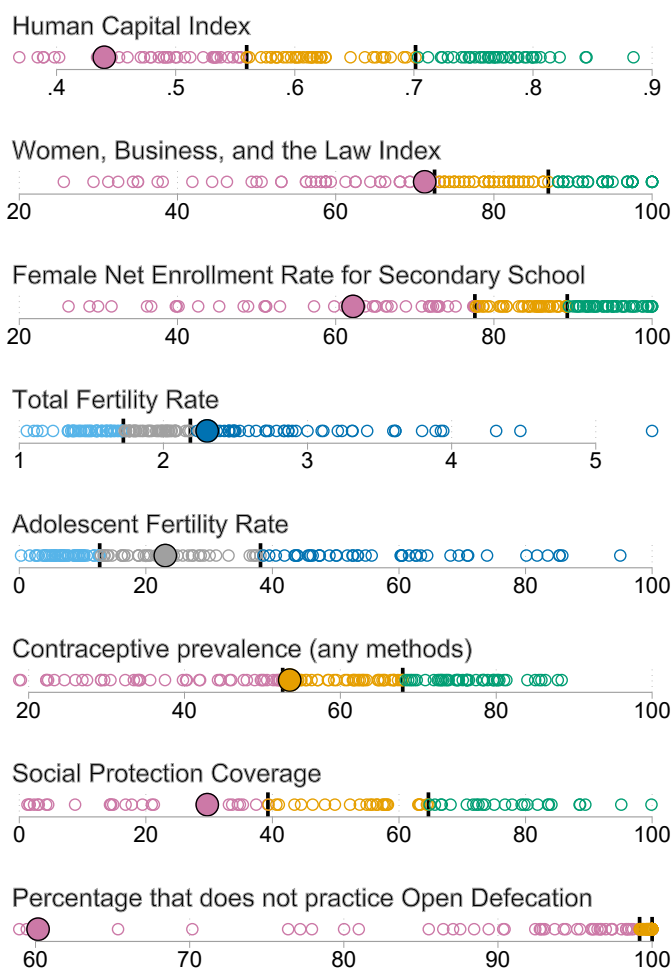 Human Capital Index
.4 .5 .6 .7 .8 .9
Women, Business, and the Law Index
20 40 60 80 100
Female Net Enrollment Rate for Secondary School
20 40 60 80 100
Total Fertility Rate
1 2 3 4 5
Adolescent Fertility Rate
0 20 40 60 80 100
Contraceptive prevalence (any methods)
20 40 60 80 100
Social Protection Coverage
0 20 40 60 80 100
Percentage that does not practice Open Defecation
60 70 80 90 100